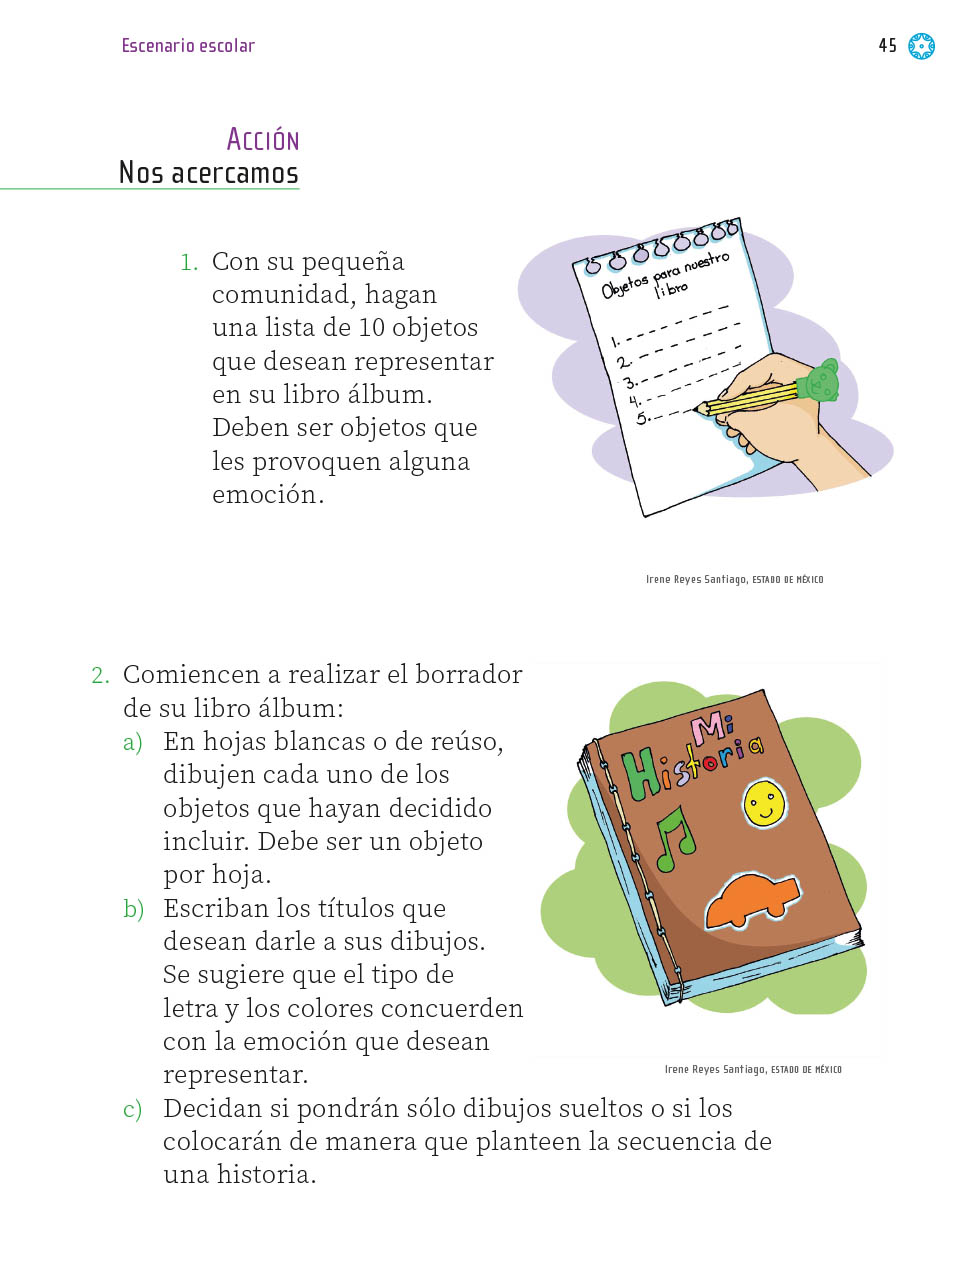 Escenario escolar
45
Acción
Nos acercamos
1. Con su pequeña
comunidad, hagan
una lista de 10 objetos
que desean representar
en su libro álbum.
Deben ser objetos que
les provoquen alguna
emoción.
Objetos para nuestro
libro
1.
2.
3.
4.
5.
Irene Reyes Santiago, ESTADO DE MÉXICO
2. Comiencen a realizar el borrador
de su libro álbum:
a) En hojas blancas o de reúso,
dibujen cada uno de los
objetos que hayan decidido
incluir. Debe ser un objeto
por hoja.
b) Escriban los títulos que
desean darle a sus dibujos.
Se sugiere que el tipo de
letra y los colores concuerden
con la emoción que desean
representar.
c) Decidan si pondrán sólo dibujos sueltos o si los
colocarán de manera que planteen la secuencia de
una historia.
Mi
Historia
Irene Reyes Santiago, ESTADO DE MÉXICO